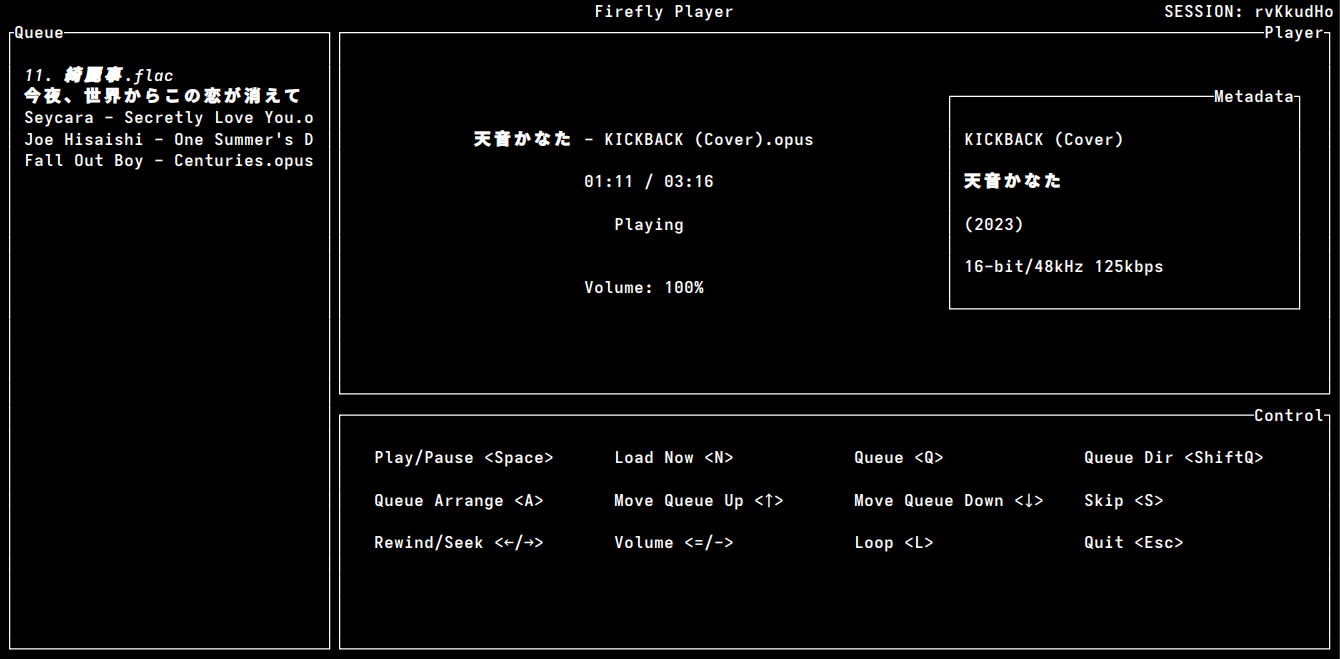 Firefly Player
SESSION: rvKkudHo
Queue
11. 綺麗事.flac
今夜、世界からこの恋が消えて
Seycara - Secretly Love You.o
Joe Hisaishi - One Summer's D
Fall Out Boy - Centuries.opus
Player
天音かなた - KICKBACK (Cover).opus
01:11 / 03:16
Playing
Volume: 100%
Metadata
KICKBACK (Cover)
天音かなた
(2023)
16-bit/48kHz 125kbps
Control
Play/Pause <Space>
Load Now <N>
Queue <Q>
Queue Dir <ShiftQ>
Queue Arrange <A>
Move Queue Up <↑>
Move Queue Down <↓>
Skip <S>
Rewind/Seek <←/→>
Volume <=/->
Loop <L>
Quit <Esc>